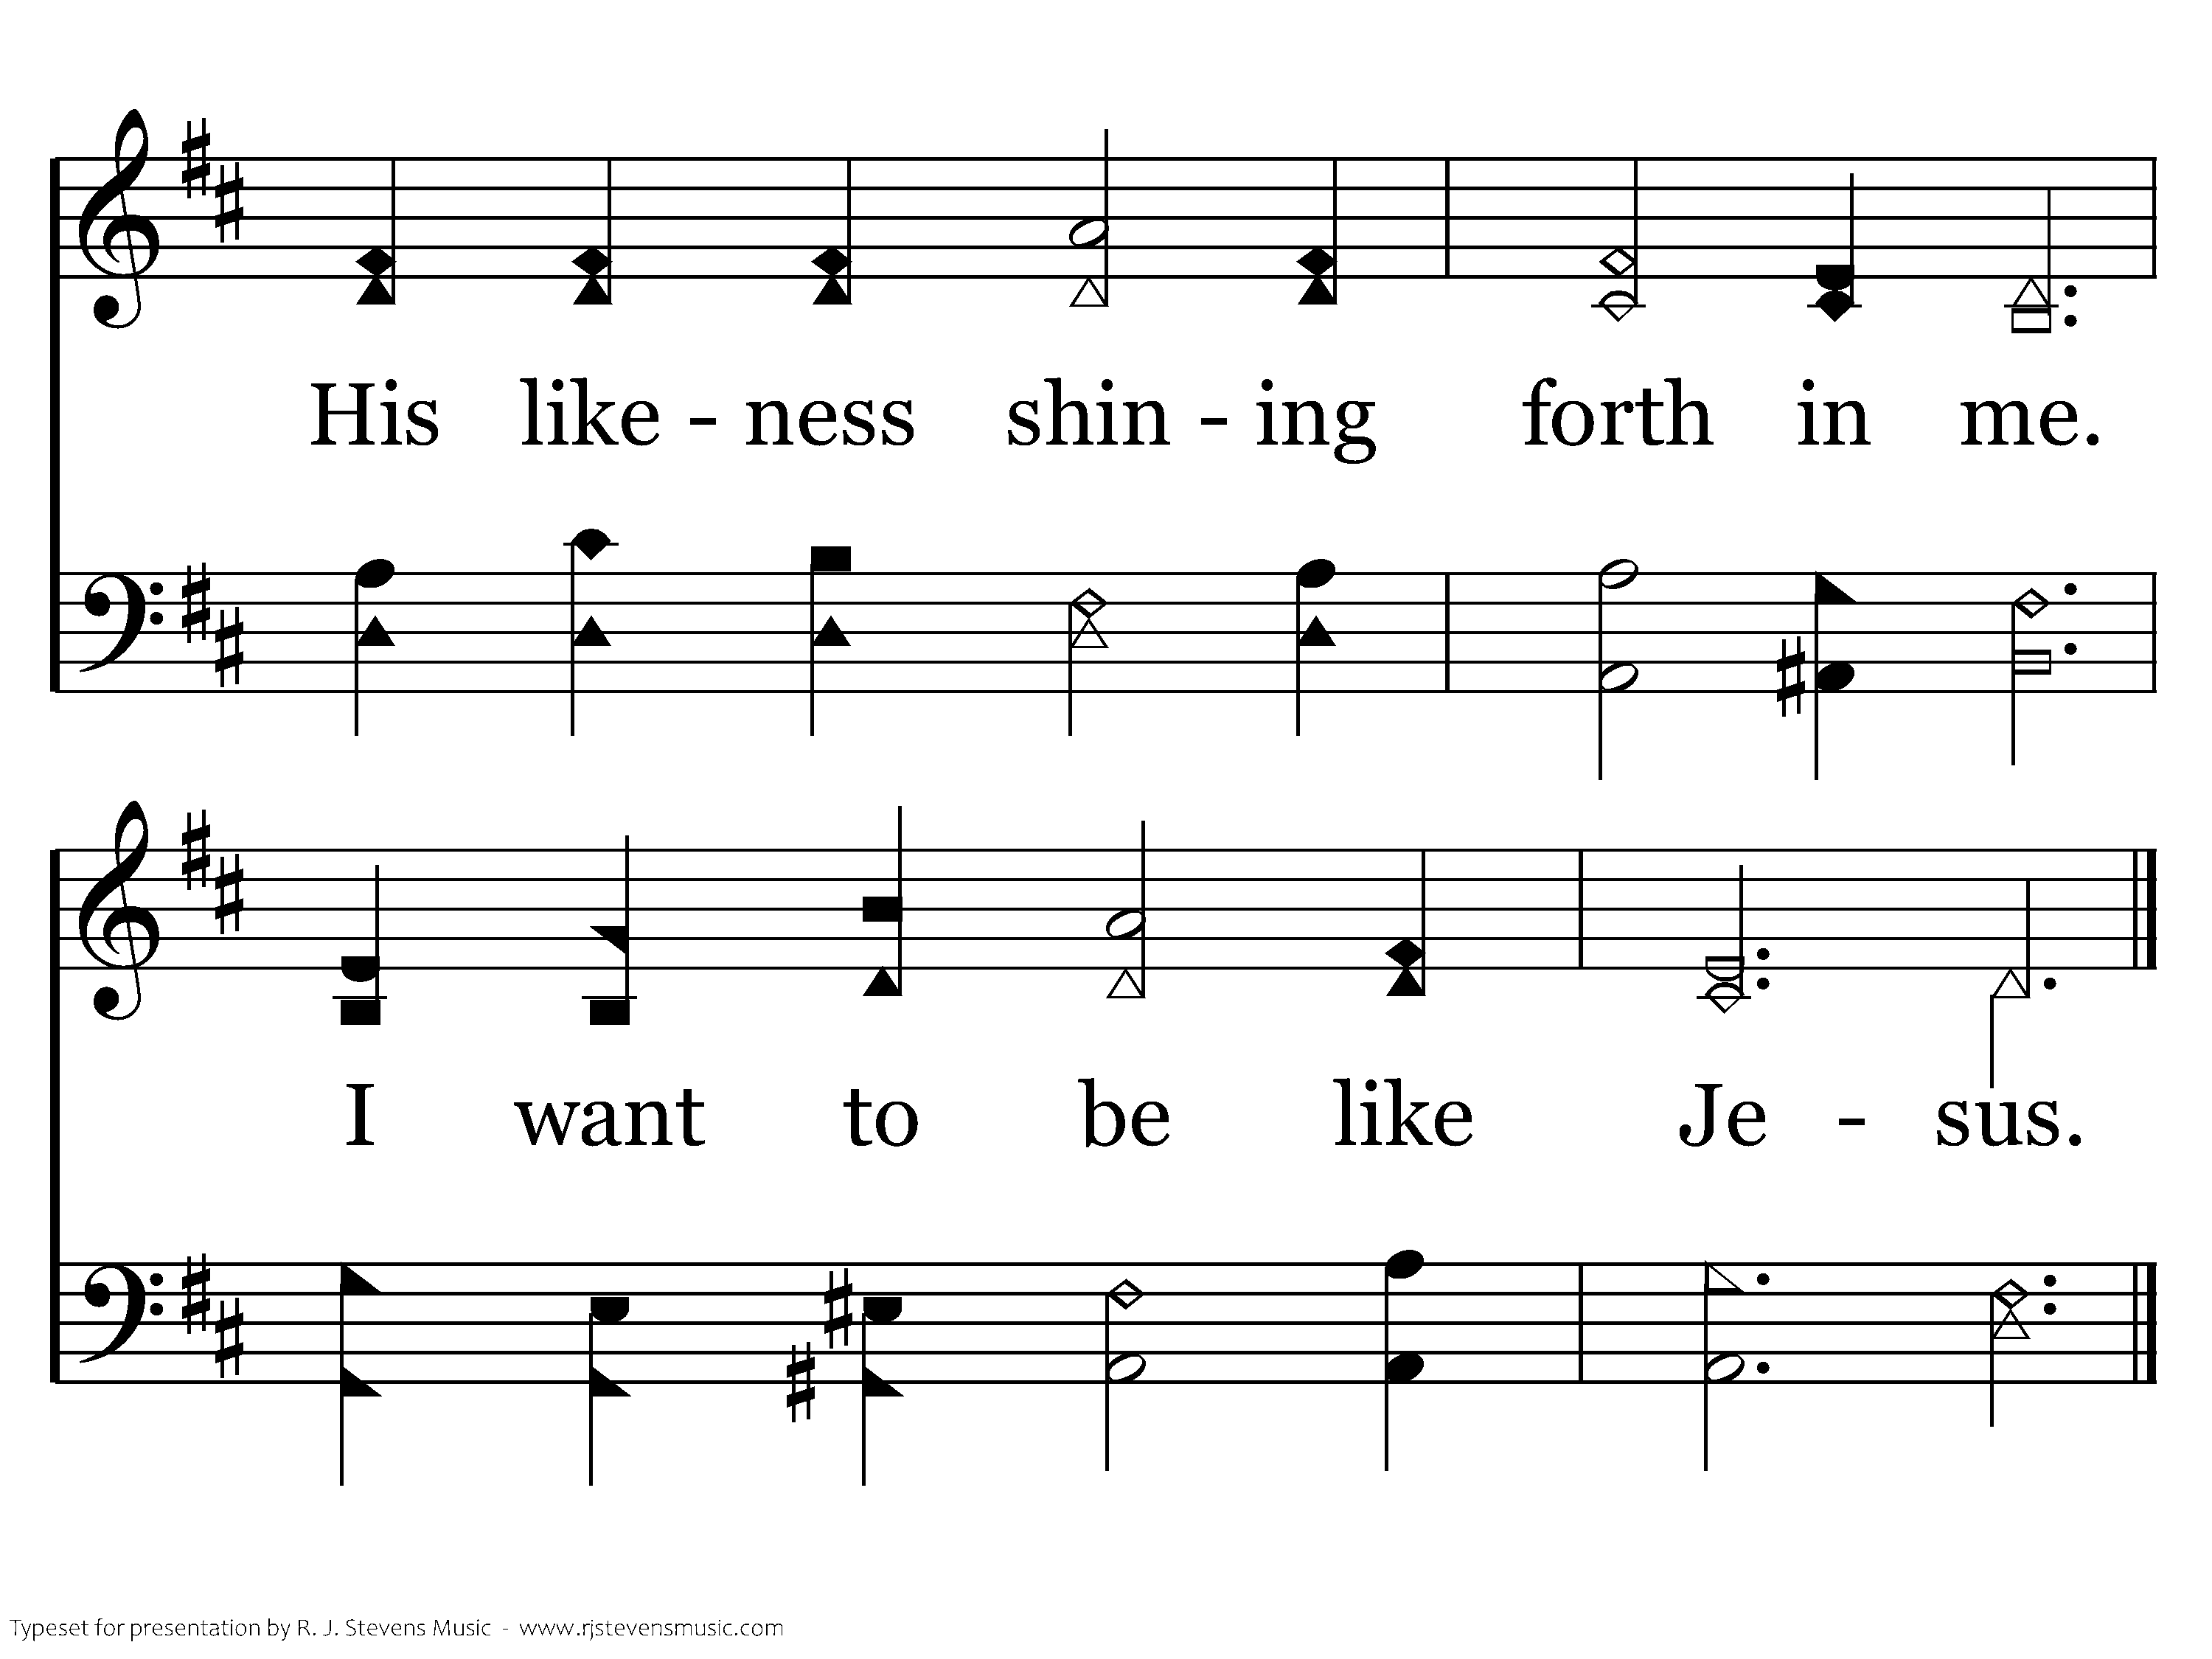 His like - ness shin - ing forth in me.
I want to be like Je - sus.
Typeset for presentation by R. J. Stevens Music - www.rjstevensmusic.com